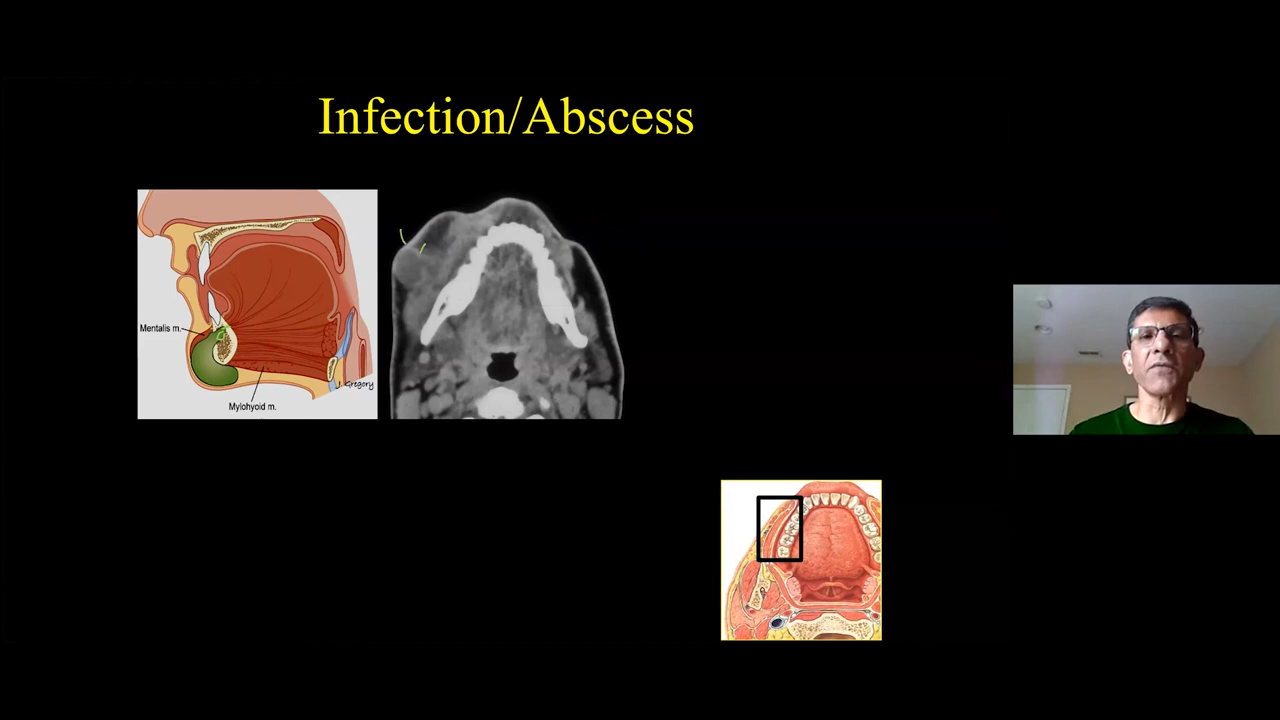 Infection/Abscess
Mentalis m.
J. Gregory
Mylohyoid m.